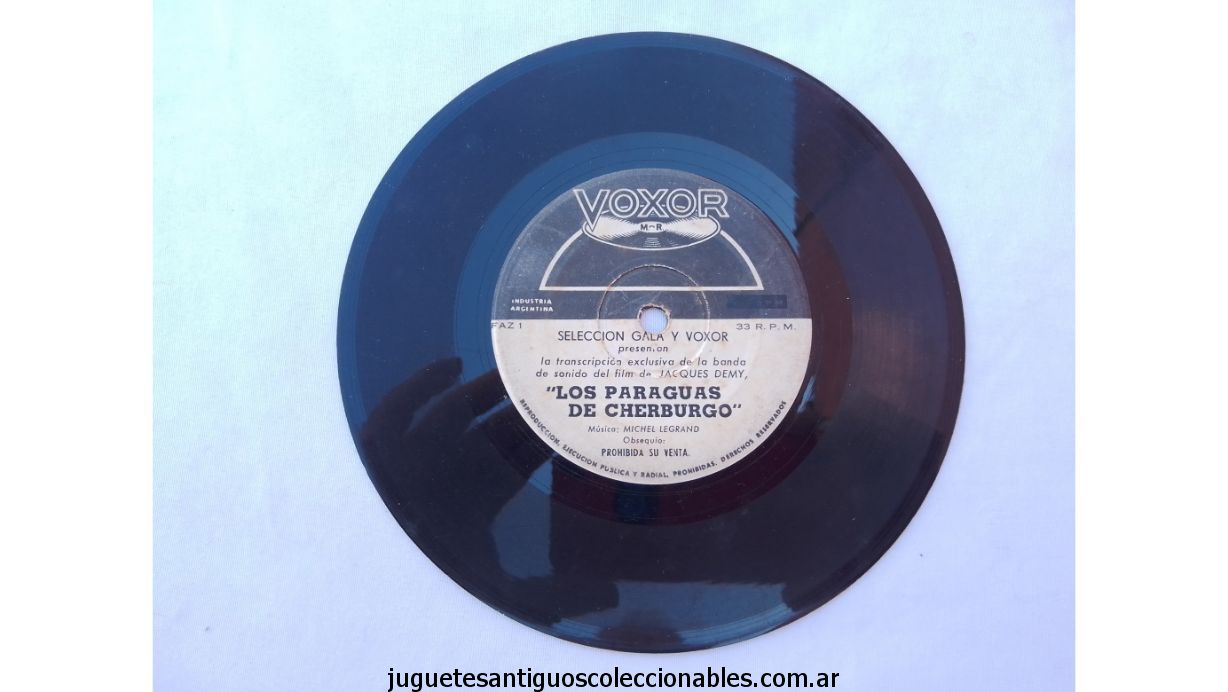 VOXOR
M-R.
INDUSTRIA
ARGENTINA
FAZ 1
33 R. P. M.
SELECCION GALA Y VOXOR
presentan
la transcripción exclusiva de la banda
de sonido del film de JACQUES DEMY,
"LOS PARAGUAS
DE CHERBURGO"
Música: MICHEL LEGRAND
Obsequio:
PROHIBIDA SU VENTA.
REPRODUCCION, EJECUCION PUBLICA Y RADIAL, PROHIBIDAS. DERECHOS RESERVADOS
juguetesantiguoscoleccionables.com.ar